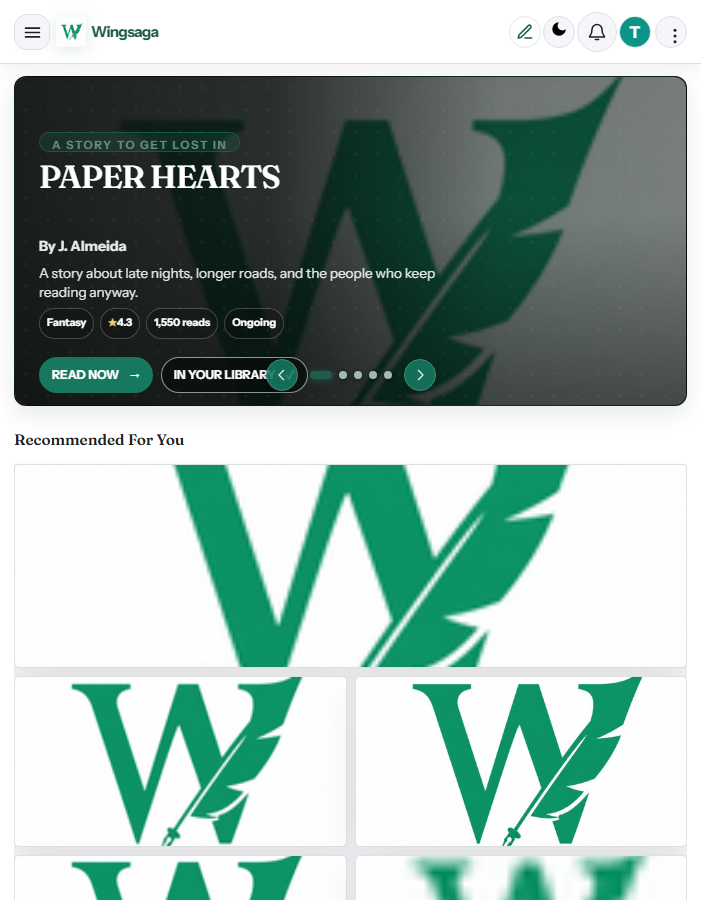 Wingsaga
T
A STORY TO GET LOST IN
PAPER HEARTS
By J. Almeida
A story about late nights, longer roads, and the people who keep
reading anyway.
Fantasy ★4.3 1,550 reads Ongoing
READ NOW → IN YOUR LIBRARY
Recommended For You